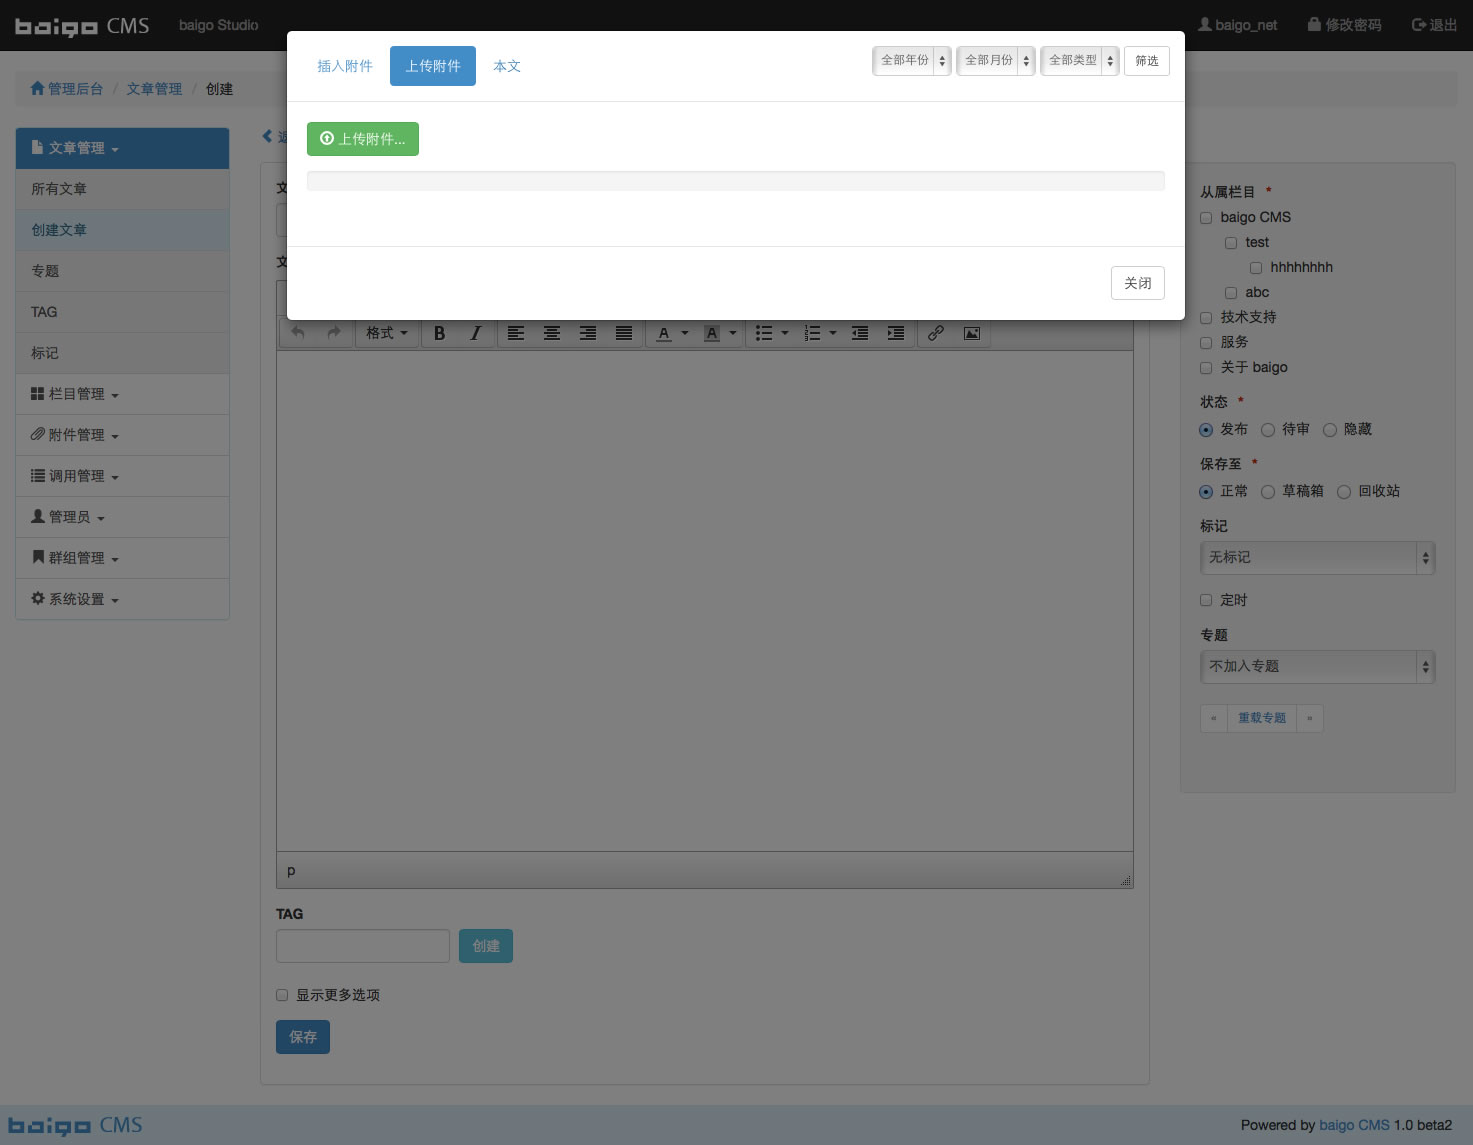 baigo CMS baigo Studio baigo_net 修改密码 退出
插入附件 上传附件 本文 全部年份 全部月份 全部类型 筛选
管理后台 / 文章管理 / 创建
上传附件...
关闭
文章管理
所有文章
创建文章
专题
TAG
标记
栏目管理
附件管理
调用管理
管理员
群组管理
系统设置
文
文
格式 B I A A
p
TAG
创建
显示更多选项
保存
从属栏目 *
baigo CMS
test
hhhhhhhh
abc
技术支持
服务
关于 baigo
状态 *
发布 待审 隐藏
保存至 *
正常 草稿箱 回收站
标记
无标记
定时
专题
不加入专题
« 重载专题 »
baigo CMS Powered by baigo CMS 1.0 beta2